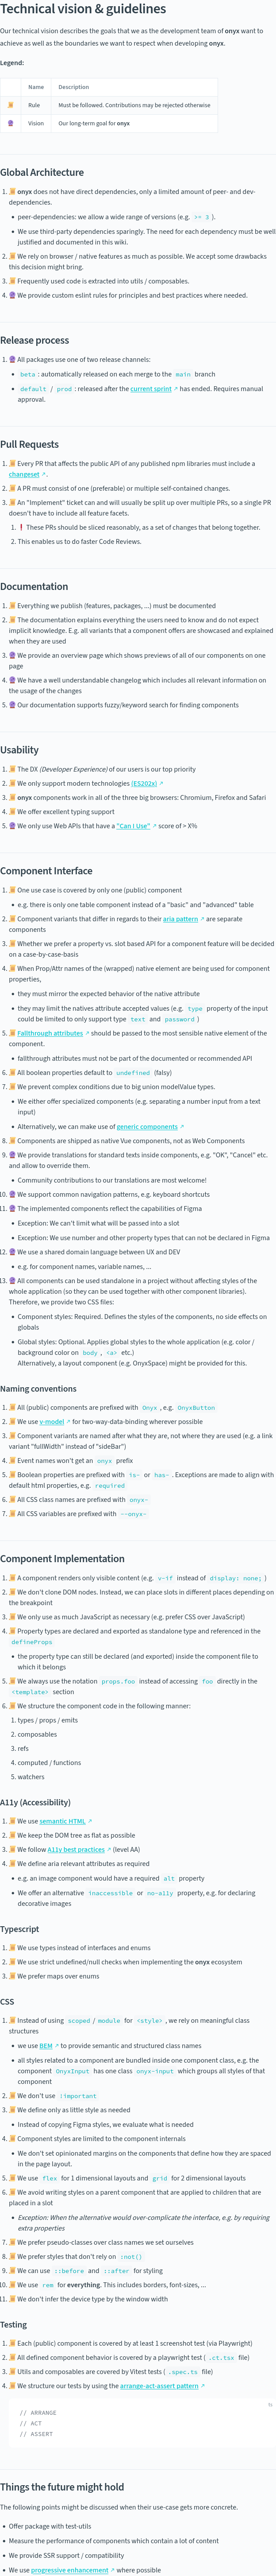 Technical vision & guidelines
Our technical vision describes the goals that we as the development team of onyx want to
achieve as well as the boundaries we want to respect when developing onyx.
Legend:
Name Description
📜 Rule Must be followed. Contributions may be rejected otherwise
🔮 Vision Our long-term goal for onyx
Global Architecture
1. 📜 onyx does not have direct dependencies, only a limited amount of peer- and dev-
dependencies.
• peer-dependencies: we allow a wide range of versions (e.g. >= 3 ).
• We use third-party dependencies sparingly. The need for each dependency must be well
justified and documented in this wiki.
2. 📜 We rely on browser / native features as much as possible. We accept some drawbacks
this decision might bring.
3. 📜 Frequently used code is extracted into utils / composables.
4. 🔮 We provide custom eslint rules for principles and best practices where needed.
Release process
1. 🔮 All packages use one of two release channels:
• beta : automatically released on each merge to the main branch
• default / prod : released after the current sprint ↗ has ended. Requires manual
approval.
Pull Requests
1. 📜 Every PR that affects the public API of any published npm libraries must include a
changeset ↗.
2. 📜 A PR must consist of one (preferable) or multiple self-contained changes.
3. 📜 An "Implement" ticket can and will usually be split up over multiple PRs, so a single PR
doesn't have to include all feature facets.
1. ❗ These PRs should be sliced reasonably, as a set of changes that belong together.
2. This enables us to do faster Code Reviews.
Documentation
1. 📜 Everything we publish (features, packages, ...) must be documented
2. 📜 The documentation explains everything the user needs to know and do not expect
implicit knowledge. E.g. all variants that a component offers are showcased and explained
when they are used
3. 🔮 We provide an overview page which shows previews of all of our components on one
page
4. 🔮 We have a well understandable changelog which includes all relevant information on
the usage of the changes
5. 🔮 Our documentation supports fuzzy/keyword search for finding components
Usability
1. 📜 The DX (Developer Experience) of our users is our top priority
2. 📜 We only support modern technologies (ES202x) ↗
3. 📜 onyx components work in all of the three big browsers: Chromium, Firefox and Safari
4. 📜 We offer excellent typing support
5. 🔮 We only use Web APIs that have a "Can I Use" ↗ score of > X%
Component Interface
1. 📜 One use case is covered by only one (public) component
• e.g. there is only one table component instead of a "basic" and "advanced" table
2. 📜 Component variants that differ in regards to their aria pattern ↗ are separate
components
3. 📜 Whether we prefer a property vs. slot based API for a component feature will be decided
on a case-by-case-basis
4. 📜 When Prop/Attr names of the (wrapped) native element are being used for component
properties,
• they must mirror the expected behavior of the native attribute
• they may limit the natives attribute accepted values (e.g. type property of the input
could be limited to only support type text and password )
5. 📜 Fallthrough attributes ↗ should be passed to the most suitable native element of the
component.
• fallthrough attributes must not be part of the documented or recommended API
6. 📜 All boolean properties default to undefined (falsy)
7. 📜 We prevent complex conditions due to big union modelValue types.
• We either offer specialized components (e.g. separating a number input from a text
input)
• Alternatively, we can make use of generic components ↗
8. 📜 Components are shipped as native Vue components, not as Web Components
9. 🔮 We provide translations for standard texts inside components, e.g. "OK", "Cancel" etc.
and allow to override them.
• Community contributions to our translations are most welcome!
10. 🔮 We support common navigation patterns, e.g. keyboard shortcuts
11. 🔮 The implemented components reflect the capabilities of Figma
• Exception: We can't limit what will be passed into a slot
• Exception: We use number and other property types that can not be declared in Figma
12. 🔮 We use a shared domain language between UX and DEV
• e.g. for component names, variable names, ...
13. 🔮 All components can be used standalone in a project without affecting styles of the
whole application (so they can be used together with other component libraries).
Therefore, we provide two CSS files:
• Component styles: Required. Defines the styles of the components, no side effects on
globals
• Global styles: Optional. Applies global styles to the whole application (e.g. color /
background color on body , <a> etc.)
Alternatively, a layout component (e.g. OnyxSpace) might be provided for this.
Naming conventions
1. 📜 All (public) components are prefixed with Onyx , e.g. OnyxButton
2. 📜 We use v-model ↗ for two-way-data-binding wherever possible
3. 📜 Component variants are named after what they are, not where they are used (e.g. a link
variant "fullWidth" instead of "sideBar")
4. 📜 Event names won't get an onyx prefix
5. 📜 Boolean properties are prefixed with is- or has- . Exceptions are made to align with
default html properties, e.g. required
6. 📜 All CSS class names are prefixed with onyx-
7. 📜 All CSS variables are prefixed with --onyx-
Component Implementation
1. 📜 A component renders only visible content (e.g. v-if instead of display: none; )
2. 📜 We don't clone DOM nodes. Instead, we can place slots in different places depending on
the breakpoint
3. 📜 We only use as much JavaScript as necessary (e.g. prefer CSS over JavaScript)
4. 📜 Property types are declared and exported as standalone type and referenced in the
defineProps
• the property type can still be declared (and exported) inside the component file to
which it belongs
5. 📜 We always use the notation props.foo instead of accessing foo directly in the
<template> section
6. 📜 We structure the component code in the following manner:
1. types / props / emits
2. composables
3. refs
4. computed / functions
5. watchers
A11y (Accessibility)
1. 📜 We use semantic HTML ↗
2. 📜 We keep the DOM tree as flat as possible
3. 📜 We follow A11y best practices ↗ (level AA)
4. 📜 We define aria relevant attributes as required
• e.g. an image component would have a required alt property
• We offer an alternative inaccessible or no-a11y property, e.g. for declaring
decorative images
Typescript
1. 📜 We use types instead of interfaces and enums
2. 📜 We use strict undefined/null checks when implementing the onyx ecosystem
3. 📜 We prefer maps over enums
CSS
1. 📜 Instead of using scoped / module for <style> , we rely on meaningful class
structures
• we use BEM ↗ to provide semantic and structured class names
• all styles related to a component are bundled inside one component class, e.g. the
component OnyxInput has one class onyx-input which groups all styles of that
component
2. 📜 We don't use !important
3. 📜 We define only as little style as needed
• Instead of copying Figma styles, we evaluate what is needed
4. 📜 Component styles are limited to the component internals
• We don't set opinionated margins on the components that define how they are spaced
in the page layout.
5. 📜 We use flex for 1 dimensional layouts and grid for 2 dimensional layouts
6. 📜 We avoid writing styles on a parent component that are applied to children that are
placed in a slot
• Exception: When the alternative would over-complicate the interface, e.g. by requiring
extra properties
7. 📜 We prefer pseudo-classes over class names we set ourselves
8. 📜 We prefer styles that don't rely on :not()
9. 📜 We can use ::before and ::after for styling
10. 📜 We use rem for everything. This includes borders, font-sizes, ...
11. 📜 We don't infer the device type by the window width
Testing
1. 📜 Each (public) component is covered by at least 1 screenshot test (via Playwright)
2. 📜 All defined component behavior is covered by a playwright test ( .ct.tsx file)
3. 📜 Utils and composables are covered by Vitest tests ( .spec.ts file)
4. 📜 We structure our tests by using the arrange-act-assert pattern ↗
ts
// ARRANGE
// ACT
// ASSERT
Things the future might hold
The following points might be discussed when their use-case gets more concrete.
• Offer package with test-utils
• Measure the performance of components which contain a lot of content
• We provide SSR support / compatibility
• We use progressive enhancement ↗ where possible